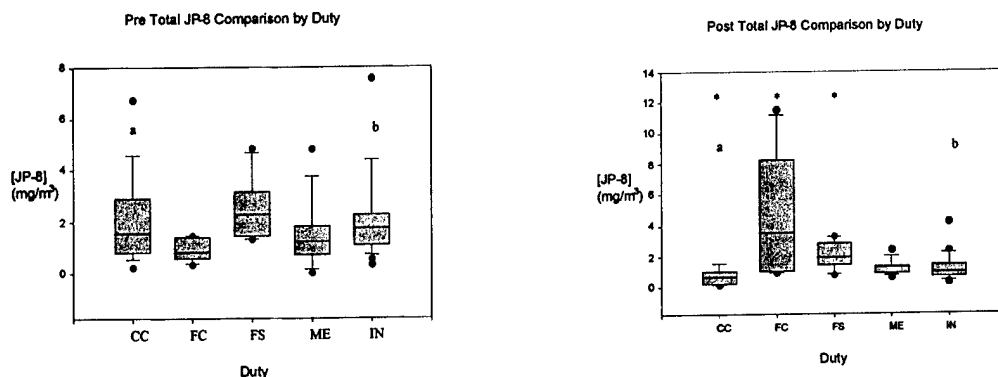 Pre Total JP-8 Comparison by Duty
8
6
4
2
0
[JP-8]
(mg/m³)
a
b
CC FC FS ME IN
Duty
Post Total JP-8 Comparison by Duty
14
12
10
8
6
4
2
0
[JP-8]
(mg/m³)
* * *
a
b
CC FC FS ME IN
Duty